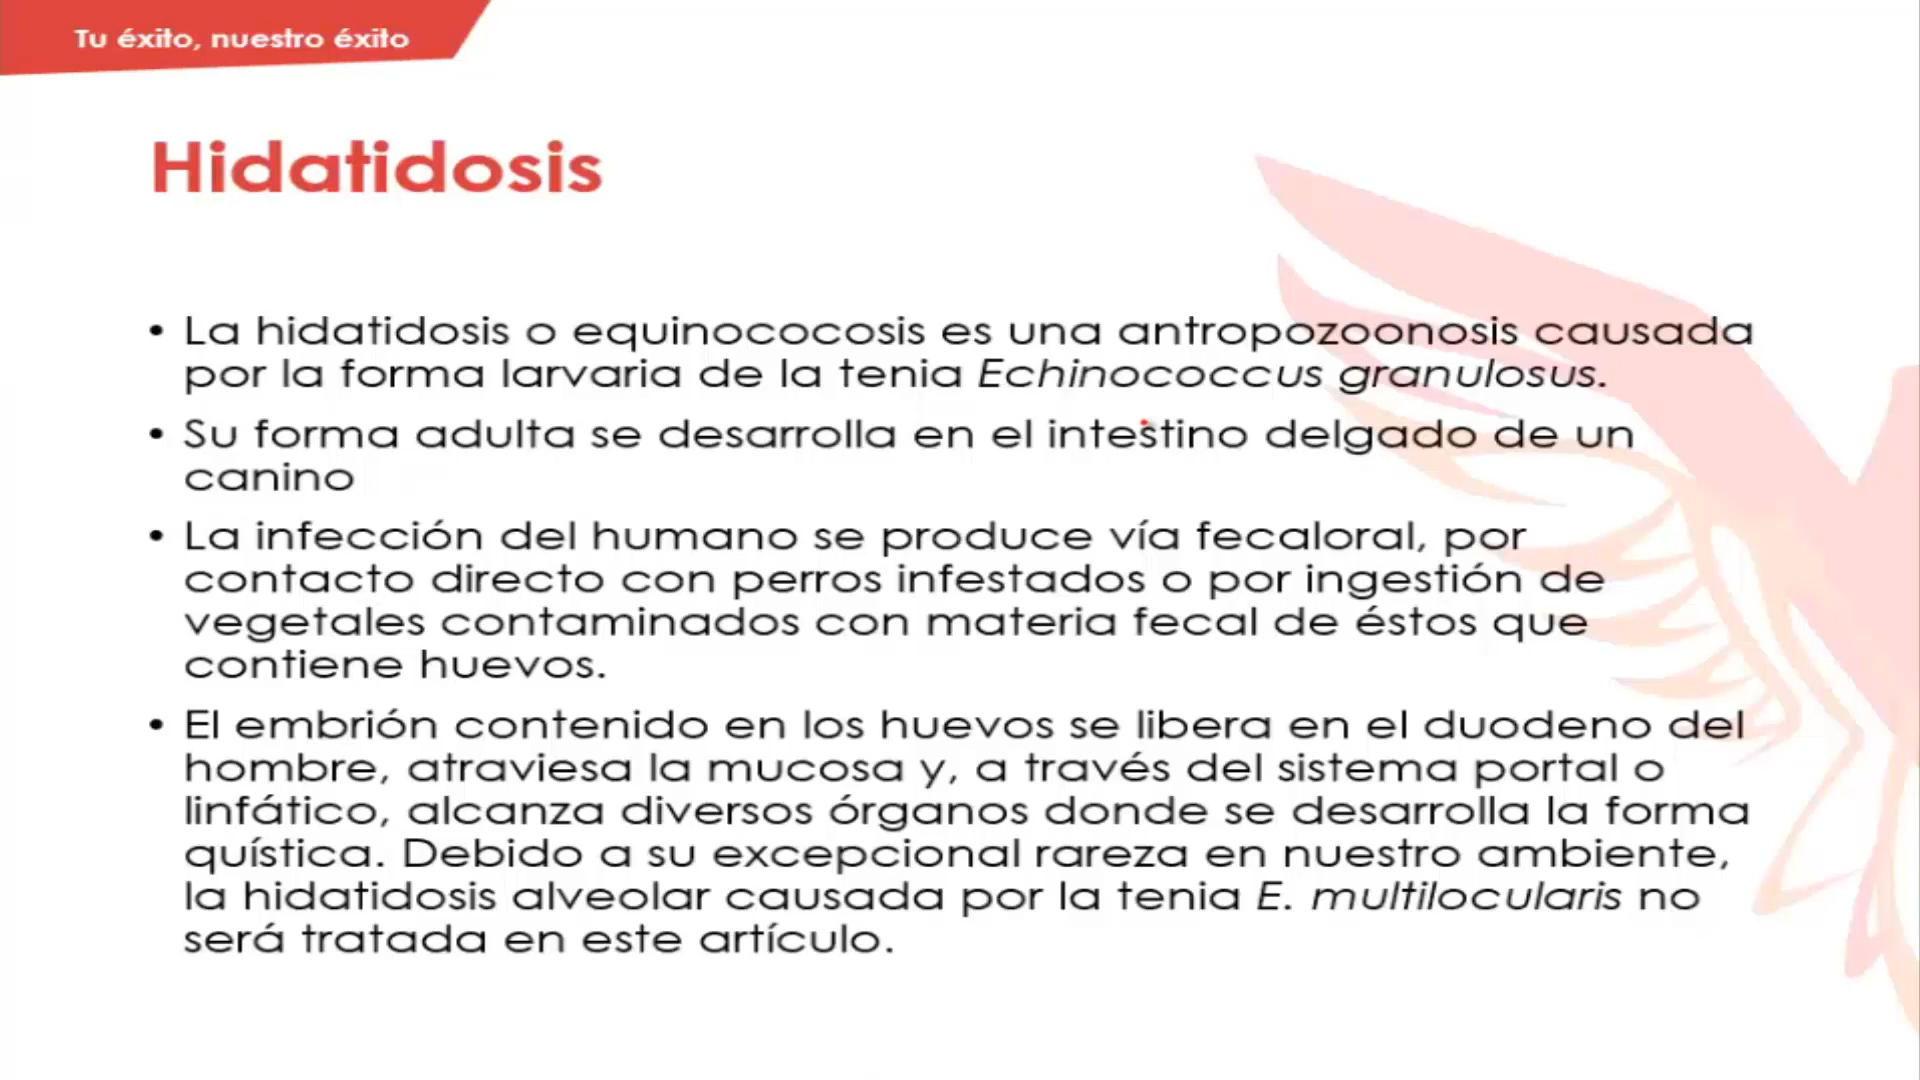 Tu éxito, nuestro éxito
Hidatidosis
• La hidatidosis o equinococosis es una antropozoonosis causada
por la forma larvaria de la tenia Echinococcus granulosus.
• Su forma adulta se desarrolla en el intestino delgado de un
canino
• La infección del humano se produce vía fecaloral, por
contacto directo con perros infestados o por ingestión de
vegetales contaminados con materia fecal de éstos que
contiene huevos.
• El embrión contenido en los huevos se libera en el duodeno del
hombre, atraviesa la mucosa y, a través del sistema portal o
linfático, alcanza diversos órganos donde se desarrolla la forma
quística. Debido a su excepcional rareza en nuestro ambiente,
la hidatidosis alveolar causada por la tenia E. multilocularis no
será tratada en este artículo.